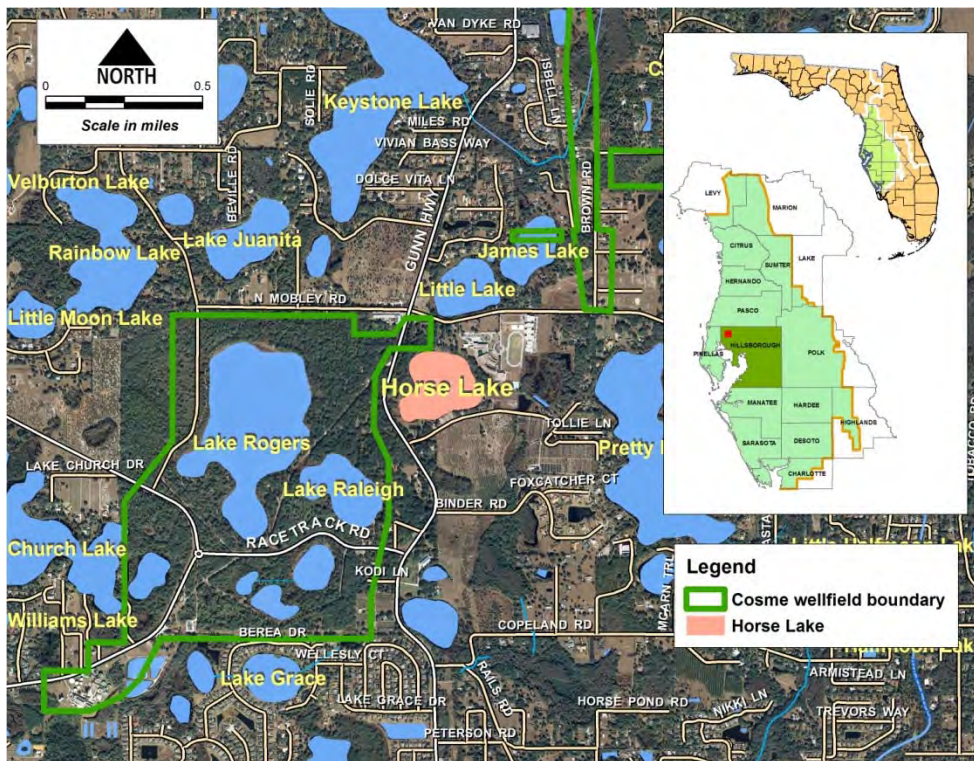 NORTH
0 0.5
Scale in miles
VAN DYKE RD
ISBELL LN
SOLIE RD
Keystone Lake
MILES RD
VIVIAN BASS WAY
DOLCE VITA LN
BEVILLE RD
BROWN RD
GUNN HWY
Velburton Lake
Rainbow Lake
Lake Juanita
James Lake
Little Lake
N MOBLEY RD
Little Moon Lake
Horse Lake
Lake Rogers
TOLLIE LN
Pretty
LAKE CHURCH DR
Lake Raleigh
FOXCATCHER CT
BINDER RD
RACETRACK RD
Church Lake
KODI LN
Williams Lake
BEREA DR
WELLESLY CT
COPELAND RD
Lake Grace
LAKE GRACE DR
RAILS RD
HORSE POND RD
NIKKI LN
PETERSON RD
ARMISTEAD LN
TREVORS WAY
LEVY
MARION
CITRUS
SUMTER
LAKE
HERNANDO
PASCO
PINELLAS
HILLSBOROUGH
POLK
MANATEE
HARDEE
HIGHLANDS
SARASOTA
DESOTO
CHARLOTTE
Legend
Cosme wellfield boundary
Horse Lake